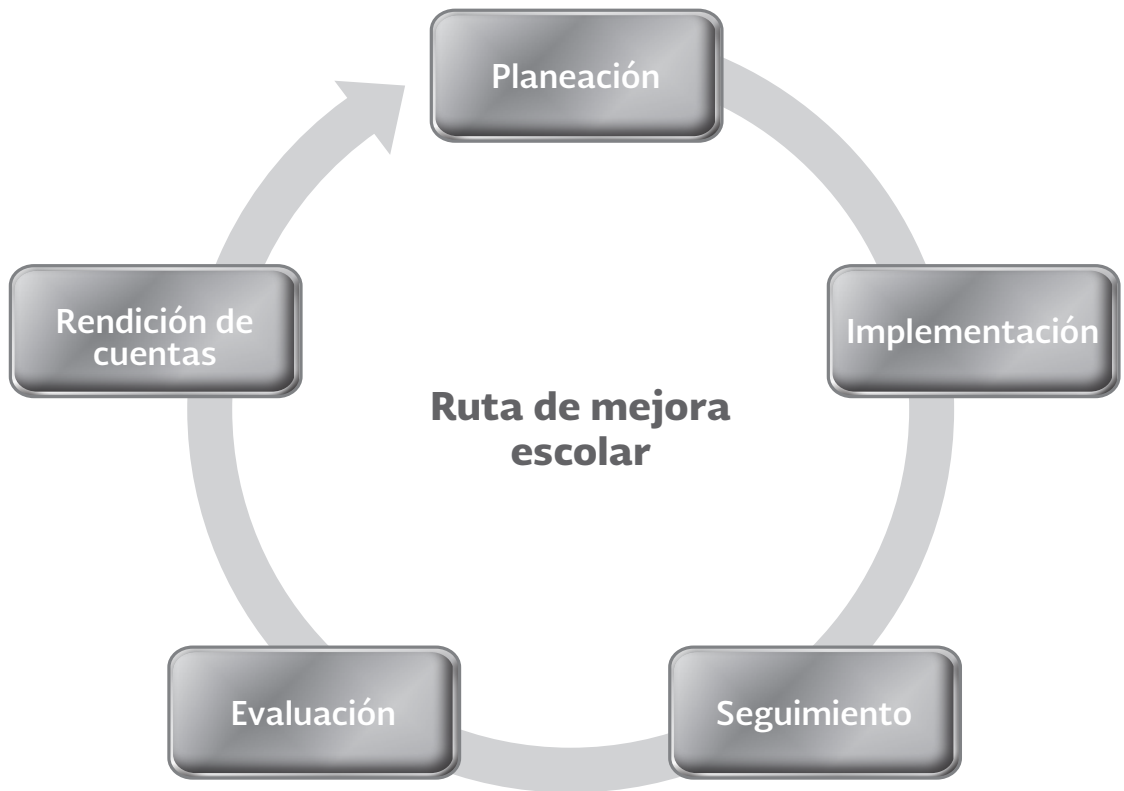 Planeación
Implementación
Seguimiento
Evaluación
Rendición de
cuentas
Ruta de mejora
escolar